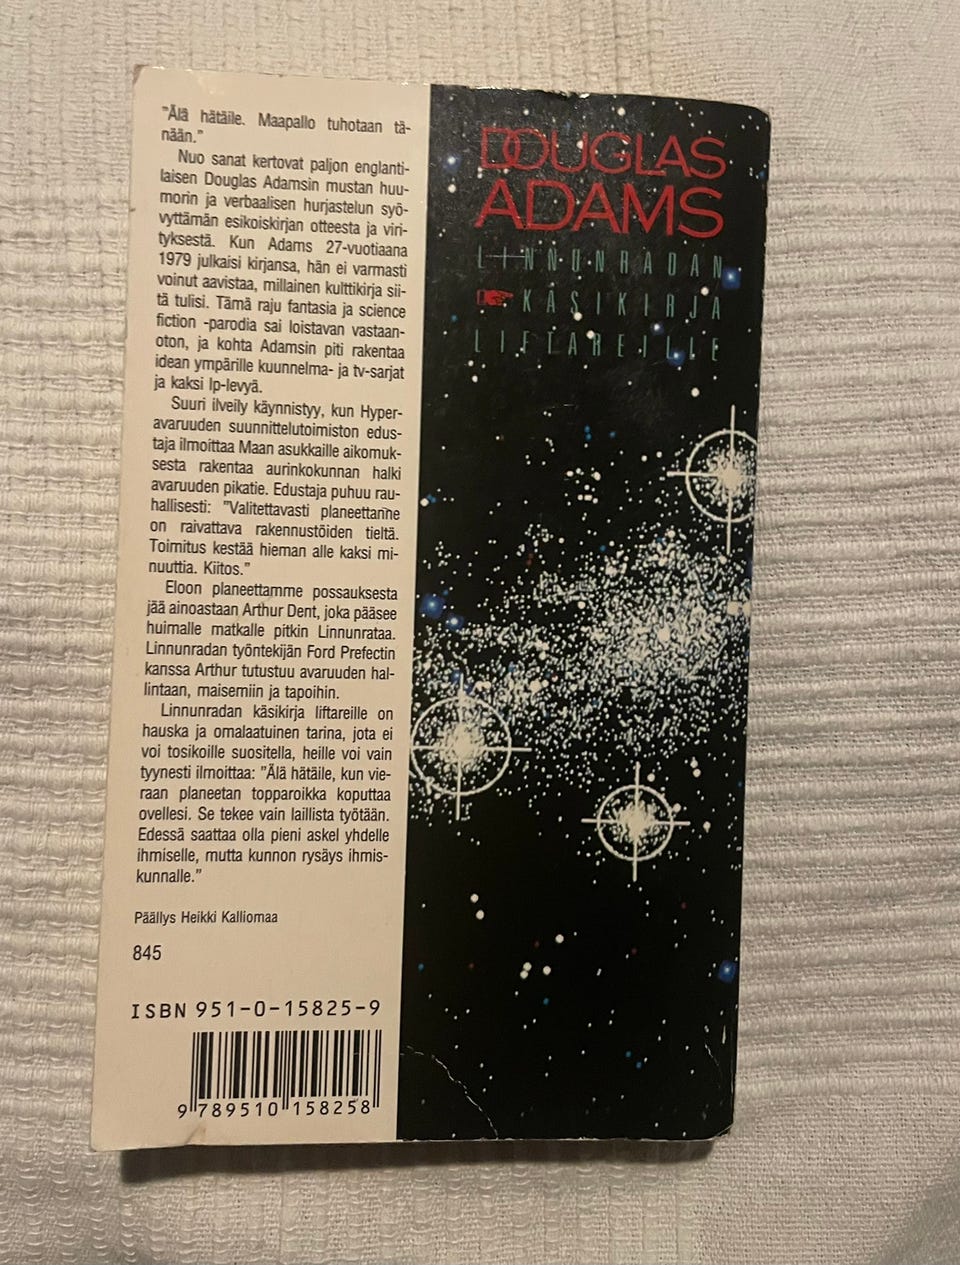 "Älä hätäile. Maapallo tuhotaan tä-
nään."
Nuo sanat kertovat paljon englanti-
laisen Douglas Adamsin mustan huu-
morin ja verbaalisen hurjastelun syö-
vyttämän esikoiskirjan otteesta ja viri-
tyksestä. Kun Adams 27-vuotiaana
1979 julkaisi kirjansa, hän ei varmasti
voinut aavistaa, millainen kulttikirja sii-
tä tulisi. Tämä raju fantasia ja science
fiction -parodia sai loistavan vastaan-
oton, ja kohta Adamsin piti rakentaa
idean ympärille kuunnelma- ja tv-sarjat
ja kaksi lp-levyä.
Suuri ilveily käynnistyy, kun Hyper-
avaruuden suunnittelutoimiston edus-
taja ilmoittaa Maan asukkaille aikomuk-
sesta rakentaa aurinkokunnan halki
avaruuden pikatie. Edustaja puhuu rau-
hallisesti: "Valitettavasti planeettanne
on raivattava rakennustöiden tieltä.
Toimitus kestää hieman alle kaksi mi-
nuuttia. Kiitos."
Eloon planeettamme possauksesta
jää ainoastaan Arthur Dent, joka pääsee
huimalle matkalle pitkin Linnunrataa.
Linnunradan työntekijän Ford Prefectin
kanssa Arthur tutustuu avaruuden hal-
lintaan, maisemiin ja tapoihin.
Linnunradan käsikirja liftareille on
hauska ja omalaatuinen tarina, jota ei
voi tosikoille suositella, heille voi vain
tyynesti ilmoittaa: "Älä hätäile, kun vie-
raan planeetan topparoikka koputtaa
ovellesi. Se tekee vain laillista työtään.
Edessä saattaa olla pieni askel yhdelle
ihmiselle, mutta kunnon rysäys ihmis-
kunnalle."
Päällys Heikki Kalliomaa
845
ISBN 951-0-15825-9
9 789510 158258
DOUGLAS
ADAMS
LINNUNRADAN
KÄSIKIRJA
LIFTAREILLE